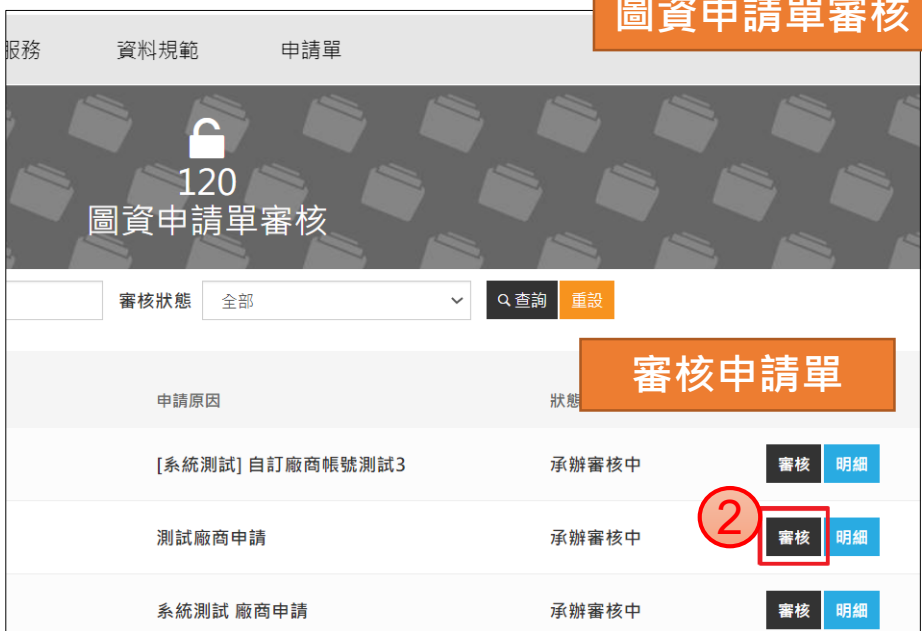 圖資申請單審核
服務 資料規範 申請單
120
圖資申請單審核
審核狀態 全部 查詢 重設
審核申請單
申請原因 狀態
[系統測試] 自訂廠商帳號測試3 承辦審核中 審核 明細
2
測試廠商申請 承辦審核中 審核 明細
系統測試 廠商申請 承辦審核中 審核 明細